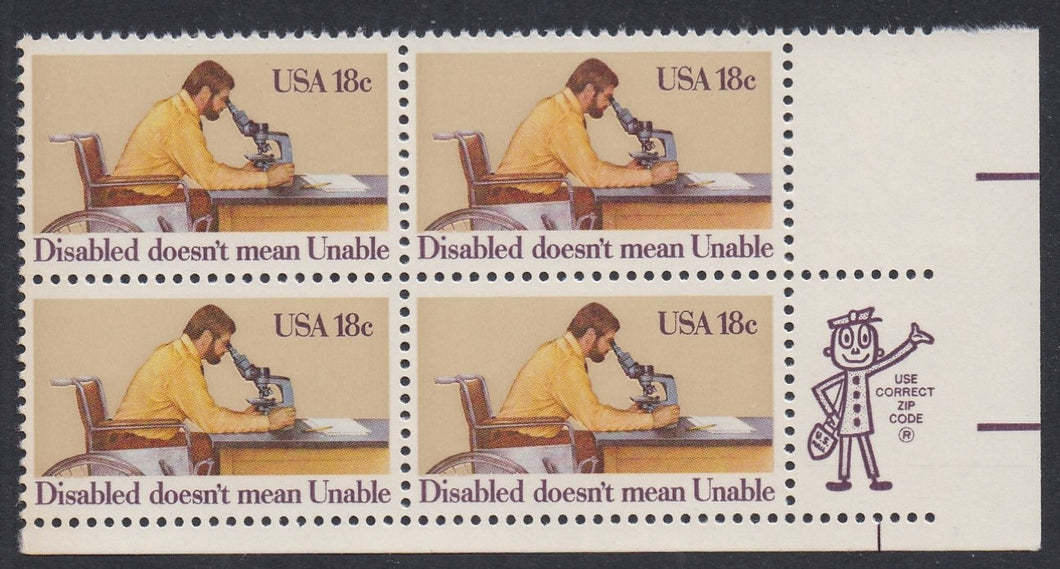 USA 18c
Disabled doesn't mean Unable
USA 18c
Disabled doesn't mean Unable
USA 18c
Disabled doesn't mean Unable
USA 18c
Disabled doesn't mean Unable
USE
CORRECT
ZIP
CODE
®